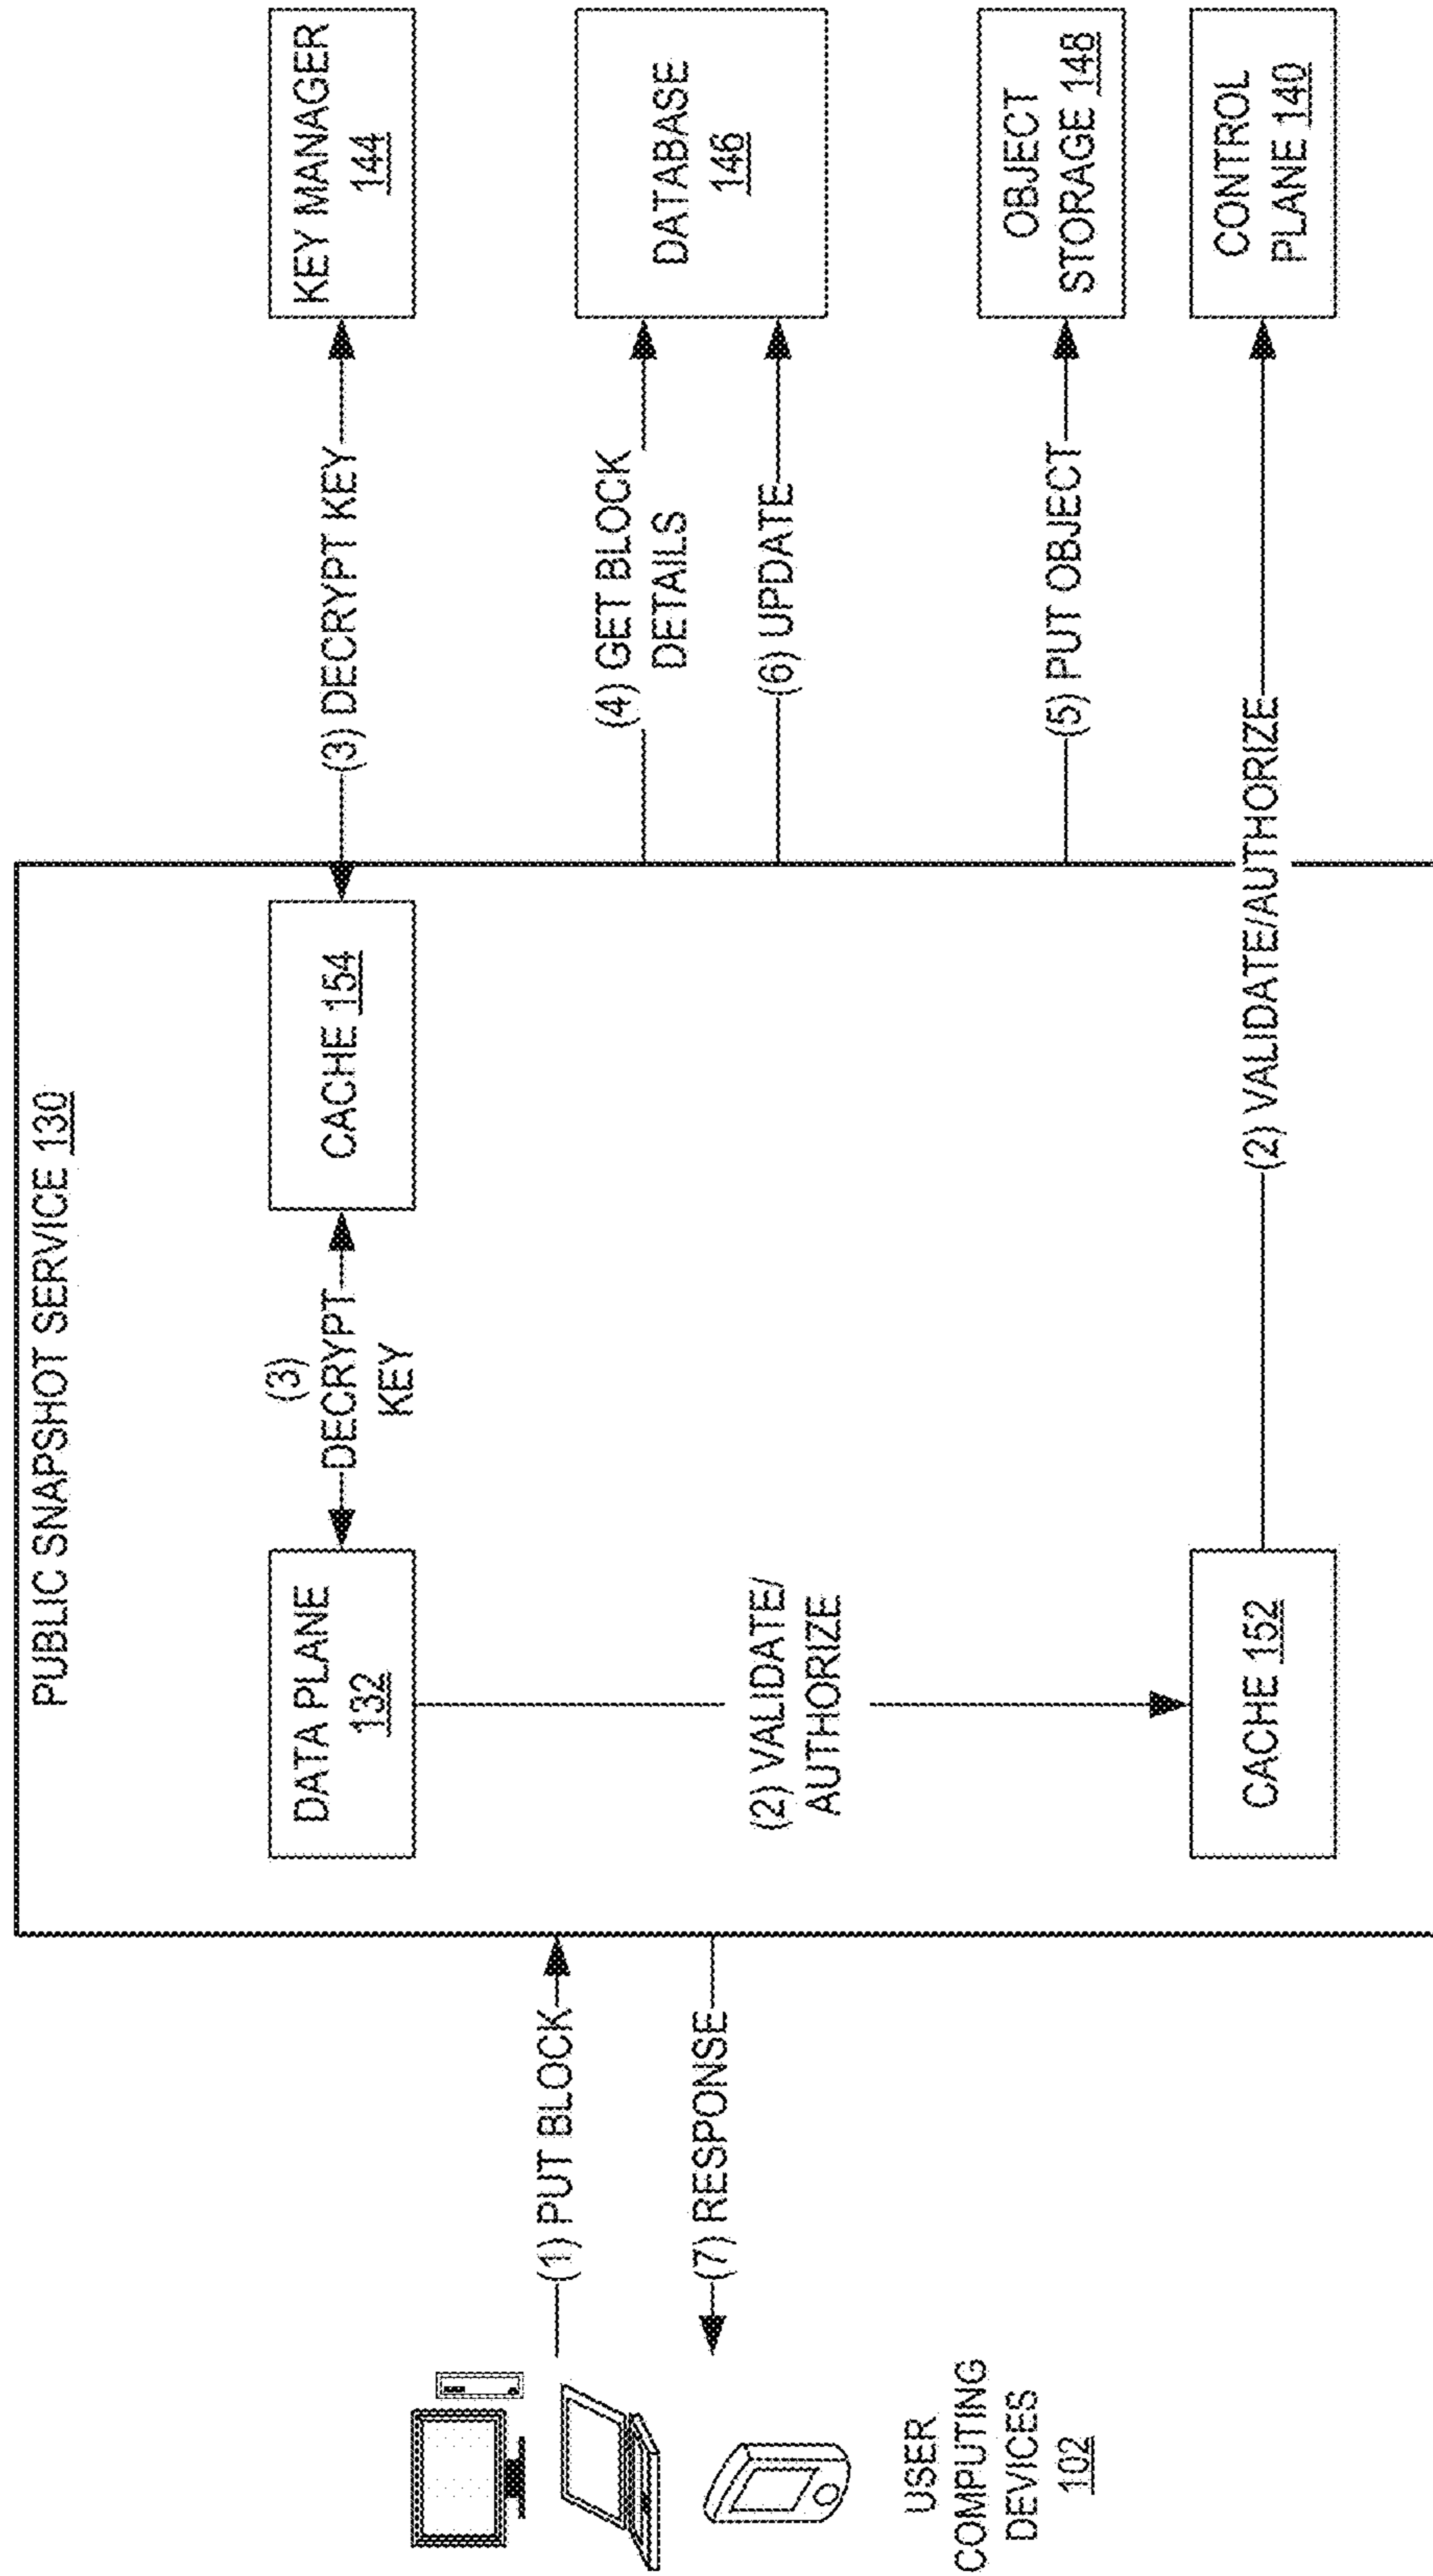 PUBLIC SNAPSHOT SERVICE 130
DATA PLANE
132
(3)
DECRYPT
KEY
CACHE 154
(3) DECRYPT KEY
KEY MANAGER
144
(1) PUT BLOCK
(7) RESPONSE
USER
COMPUTING
DEVICES
102
(4) GET BLOCK
DETAILS
(6) UPDATE
DATABASE
146
(2) VALIDATE/
AUTHORIZE
(5) PUT OBJECT
OBJECT
STORAGE 148
CACHE 152
(2) VALIDATE/AUTHORIZE
CONTROL
PLANE 140